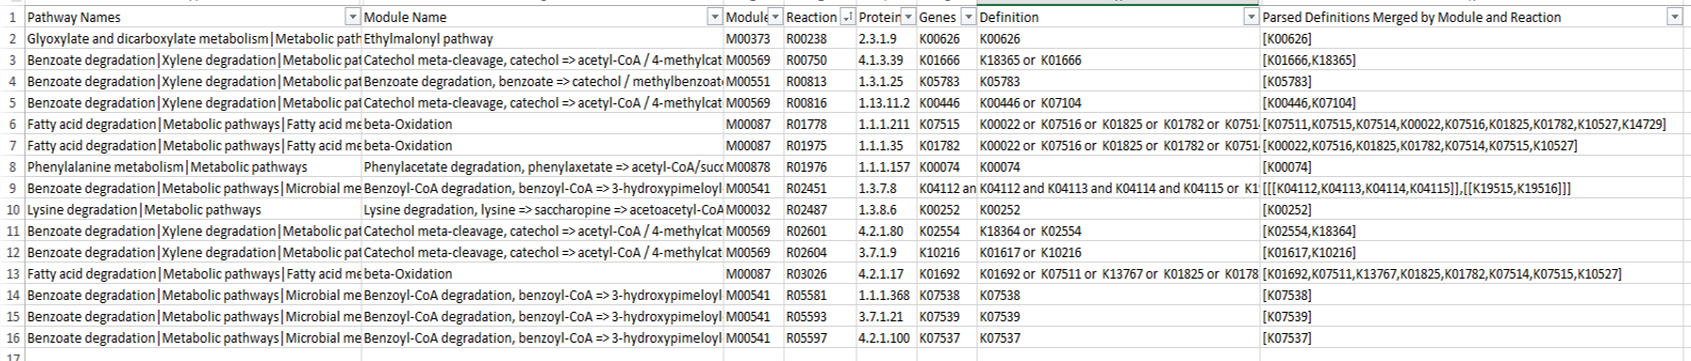 1 Pathway Names Module Name Module Reaction Protein Genes Definition Parsed Definitions Merged by Module and Reaction
2 Glyoxylate and dicarboxylate metabolism|Metabolic path Ethylmalonyl pathway M00373 R00238 2.3.1.9 K00626 K00626 [K00626]
3 Benzoate degradation|Xylene degradation|Metabolic pat Catechol meta-cleavage, catechol => acetyl-CoA / 4-methylcat M00569 R00750 4.1.3.39 K01666 K18365 or K01666 [K01666,K18365]
4 Benzoate degradation|Xylene degradation|Metabolic pat Benzoate degradation, benzoate => catechol / methylbenzoate M00551 R00813 1.3.1.25 K05783 K05783 [K05783]
5 Benzoate degradation|Xylene degradation|Metabolic pat Catechol meta-cleavage, catechol => acetyl-CoA / 4-methylcat M00569 R00816 1.13.11.2 K00446 K00446 or K07104 [K00446,K07104]
6 Fatty acid degradation|Metabolic pathways|Fatty acid me beta-Oxidation M00087 R01778 1.1.1.211 K07515 K00022 or K07516 or K01825 or K01782 or K0751 [K07511,K07515,K07514,K00022,K07516,K01825,K01782,K10527,K14729]
7 Fatty acid degradation|Metabolic pathways|Fatty acid me beta-Oxidation M00087 R01975 1.1.1.35 K01782 K00022 or K07516 or K01825 or K01782 or K0751 [K00022,K07516,K01825,K01782,K07514,K07515,K10527]
8 Phenylalanine metabolism|Metabolic pathways Phenylacetate degradation, phenylaxetate => acetyl-CoA/succ M00878 R01976 1.1.1.157 K00074 K00074 [K00074]
9 Benzoate degradation|Metabolic pathways|Microbial me Benzoyl-CoA degradation, benzoyl-CoA => 3-hydroxypimeloyl M00541 R02451 1.3.7.8 K04112 an K04112 and K04113 and K04114 and K04115 or K19 [[[K04112,K04113,K04114,K04115]],[[K19515,K19516]]]
10 Lysine degradation|Metabolic pathways Lysine degradation, lysine => saccharopine => acetoacetyl-CoA M00032 R02487 1.3.8.6 K00252 K00252 [K00252]
11 Benzoate degradation|Xylene degradation|Metabolic pat Catechol meta-cleavage, catechol => acetyl-CoA / 4-methylcat M00569 R02601 4.2.1.80 K02554 K18364 or K02554 [K02554,K18364]
12 Benzoate degradation|Xylene degradation|Metabolic pat Catechol meta-cleavage, catechol => acetyl-CoA / 4-methylcat M00569 R02604 3.7.1.9 K10216 K01617 or K10216 [K01617,K10216]
13 Fatty acid degradation|Metabolic pathways|Fatty acid me beta-Oxidation M00087 R03026 4.2.1.17 K01692 K01692 or K07511 or K13767 or K01825 or K0178 [K01692,K07511,K13767,K01825,K01782,K07514,K07515,K10527]
14 Benzoate degradation|Metabolic pathways|Microbial me Benzoyl-CoA degradation, benzoyl-CoA => 3-hydroxypimeloyl M00541 R05581 1.1.1.368 K07538 K07538 [K07538]
15 Benzoate degradation|Metabolic pathways|Microbial me Benzoyl-CoA degradation, benzoyl-CoA => 3-hydroxypimeloyl M00541 R05593 3.7.1.21 K07539 K07539 [K07539]
16 Benzoate degradation|Metabolic pathways|Microbial me Benzoyl-CoA degradation, benzoyl-CoA => 3-hydroxypimeloyl M00541 R05597 4.2.1.100 K07537 K07537 [K07537]
17